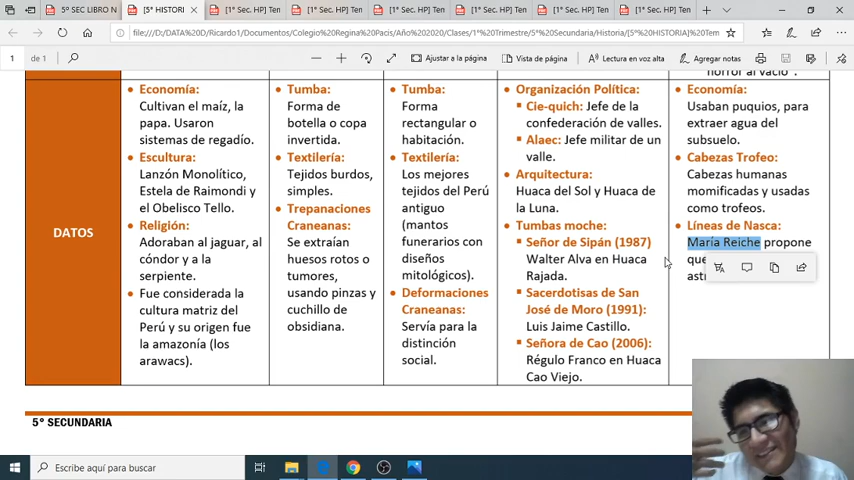 5º SEC LIBRO N
[5º HISTORI
[1º Sec. HP] Ten
[1º Sec. HP] Ten
[1º Sec. HP] Tem
[1º Sec. HP] Ten
[1º Sec. HP] Ten
[1º Sec. HP] Ten
file:///D:/DATA%20D/Ricardo1/Documentos/Colegio%20Regina%20Pacis/Año%202020/Clases/1°%20Trimestre/5°%20Secundaria/Historia/[5°%20HISTORIA]%20Tem
1
de 1
Ajustar a la página
Vista de página
Lectura en voz alta
Agregar notas
horror al vacío".
DATOS
• Economía:
Cultivan el maíz, la
papa. Usaron
sistemas de regadío.
• Escultura:
Lanzón Monolítico,
Estela de Raimondi y
el Obelisco Tello.
• Religión:
Adoraban al jaguar, al
cóndor y a la
serpiente.
• Fue considerada la
cultura matriz del
Perú y su origen fue
la amazonía (los
arawacs).
• Tumba:
Forma de
botella o copa
invertida.
• Textilería:
Tejidos burdos,
simples.
• Trepanaciones
Craneanas:
Se extraían
huesos rotos o
tumores,
usando pinzas y
cuchillo de
obsidiana.
• Tumba:
Forma
rectangular o
habitación.
• Textilería:
Los mejores
tejidos del Perú
antiguo
(mantos
funerarios con
diseños
mitológicos).
• Deformaciones
Craneanas:
Servía para la
distinción
social.
• Organización Política:
▪ Cie-quich: Jefe de la
confederación de valles.
▪ Alaec: Jefe militar de un
valle.
• Arquitectura:
Huaca del Sol y Huaca de
la Luna.
• Tumbas moche:
▪ Señor de Sipán (1987)
Walter Alva en Huaca
Rajada.
▪ Sacerdotisas de San
José de Moro (1991):
Luis Jaime Castillo.
▪ Señora de Cao (2006):
Régulo Franco en Huaca
Cao Viejo.
• Economía:
Usaban puquios, para
extraer agua del
subsuelo.
• Cabezas Trofeo:
Cabezas humanas
momificadas y usadas
como trofeos.
• Líneas de Nasca:
María Reiche propone
5° SECUNDARIA
Escribe aquí para buscar